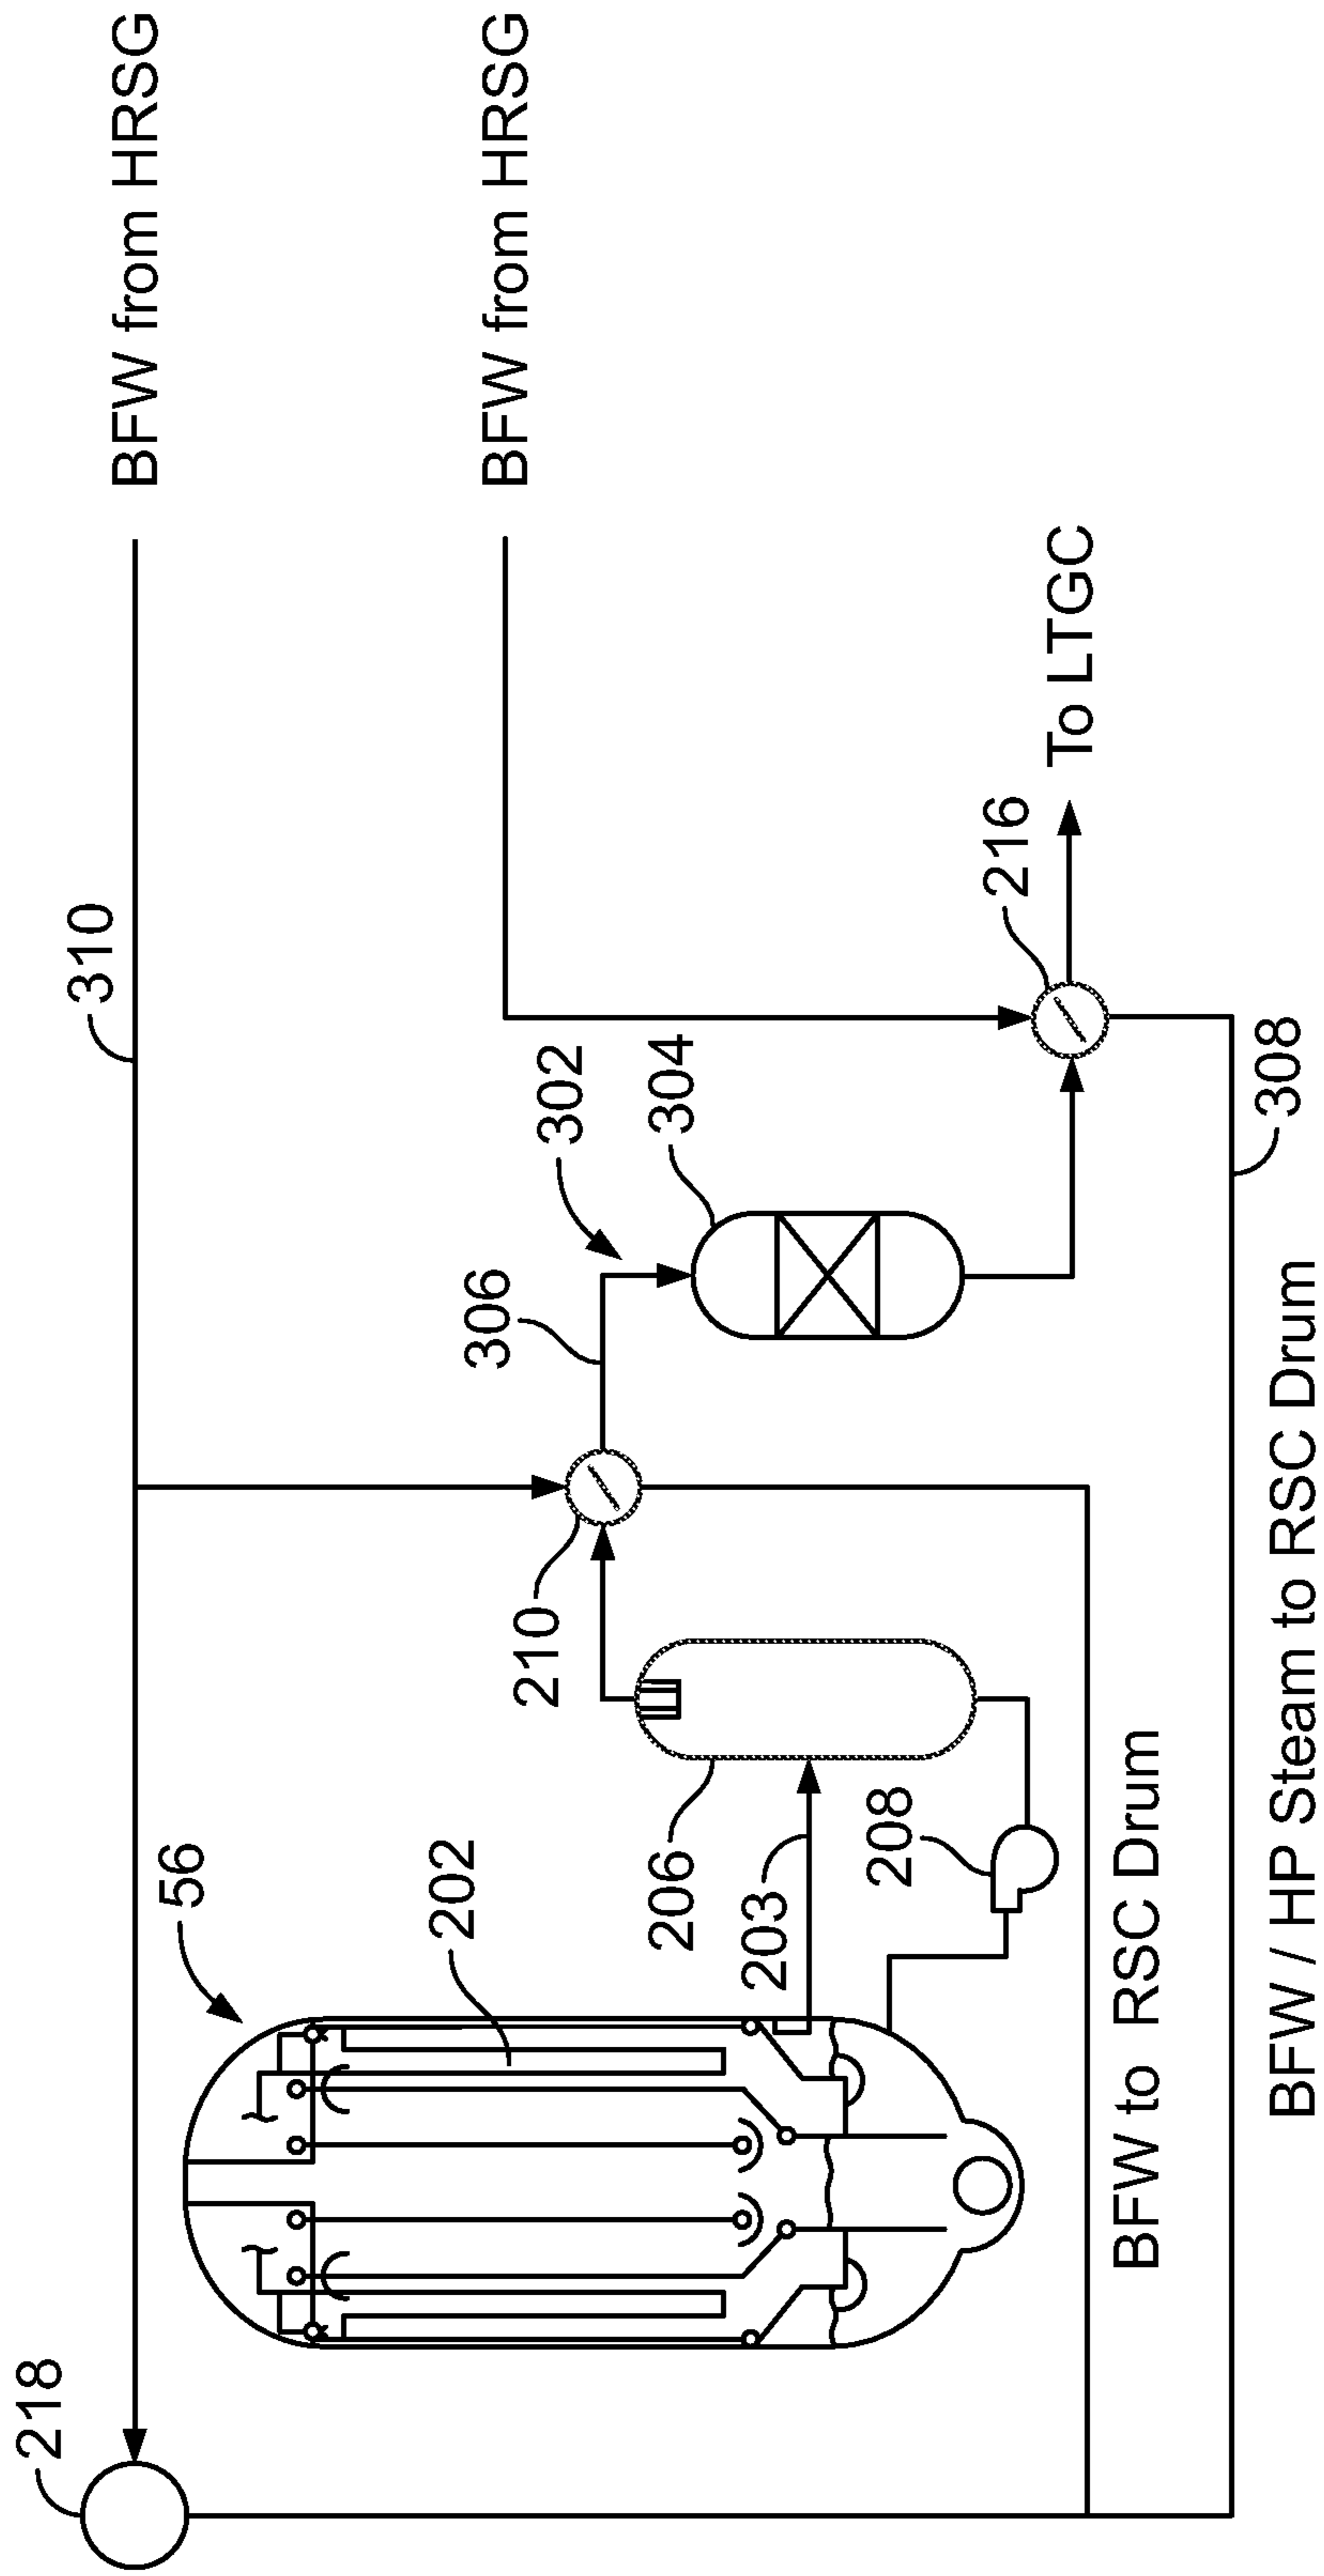 BFW from HRSG
310
218
BFW from HRSG
56
202
302
306
304
216
To LTGC
210
206
203
208
308
BFW to RSC Drum
BFW / HP Steam to RSC Drum